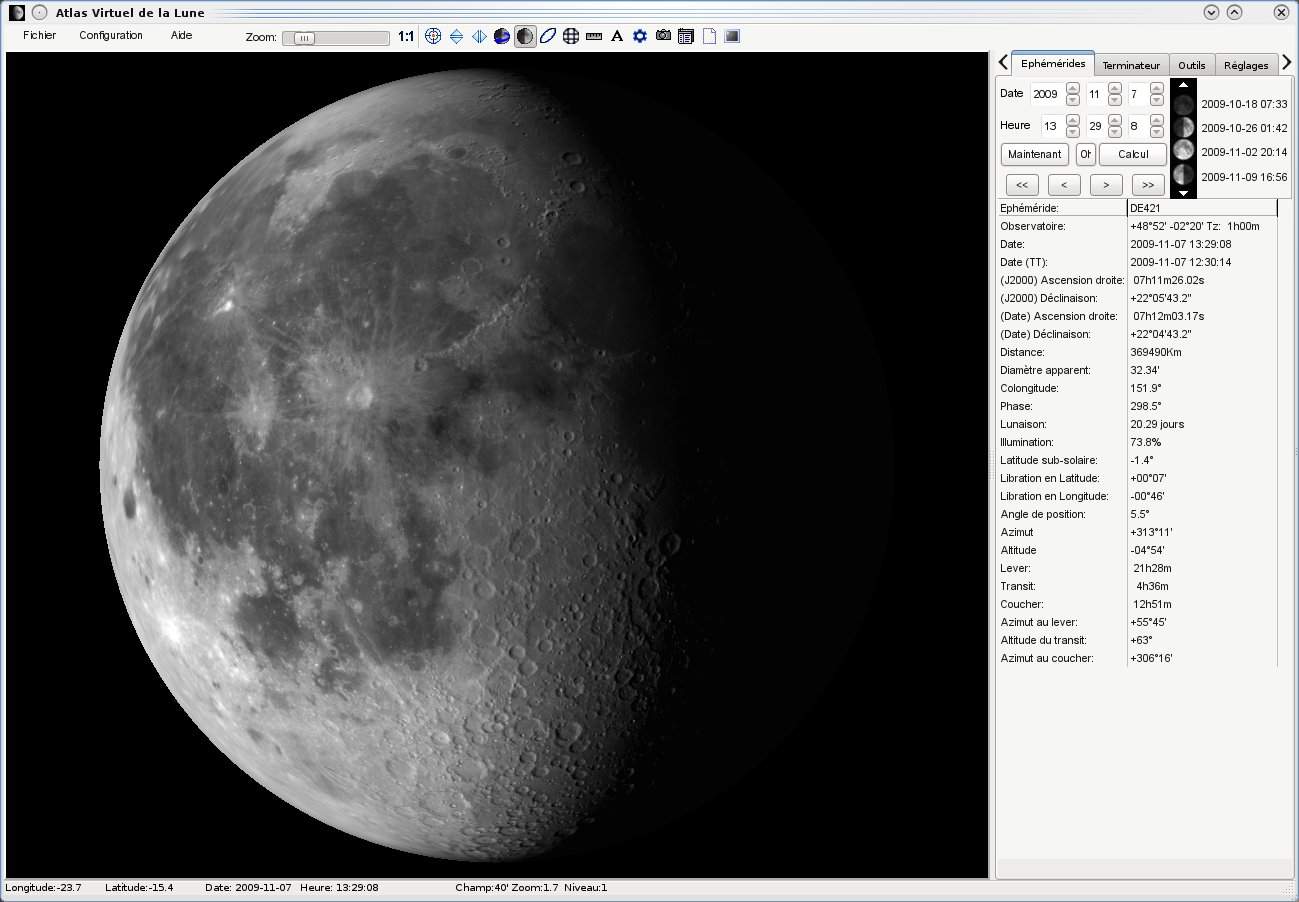 Atlas Virtuel de la Lune
Fichier Configuration Aide Zoom: 1:1 A
Ephémérides Terminateur Outils Réglages
Date 2009 11 7
Heure 13 29 8
Maintenant 0h Calcul
<< < > >>
2009-10-18 07:33
2009-10-26 01:42
2009-11-02 20:14
2009-11-09 16:56
Ephéméride: DE421
Observatoire: +48°52' -02°20' Tz: 1h00m
Date: 2009-11-07 13:29:08
Date (TT): 2009-11-07 12:30:14
(J2000) Ascension droite: 07h11m26.02s
(J2000) Déclinaison: +22°05'43.2"
(Date) Ascension droite: 07h12m03.17s
(Date) Déclinaison: +22°04'43.2"
Distance: 369490Km
Diamètre apparent: 32.34'
Colongitude: 151.9°
Phase: 298.5°
Lunaison: 20.29 jours
Illumination: 73.8%
Latitude sub-solaire: -1.4°
Libration en Latitude: +00°07'
Libration en Longitude: -00°46'
Angle de position: 5.5°
Azimut +313°11'
Altitude -04°54'
Lever: 21h28m
Transit: 4h36m
Coucher: 12h51m
Azimut au lever: +55°45'
Altitude du transit: +63°
Azimut au coucher: +306°16'
Longitude:-23.7 Latitude:-15.4 Date: 2009-11-07 Heure: 13:29:08 Champ:40' Zoom:1.7 Niveau:1